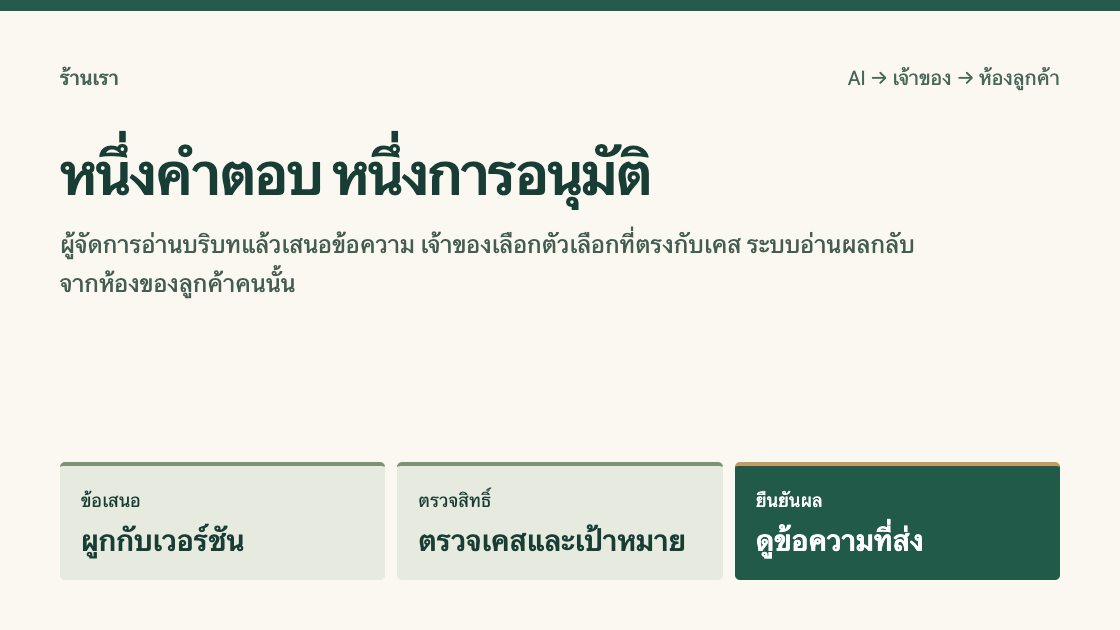 ร้านเรา
AI → เจ้าของ → ห้องลูกค้า
หนึ่งคำตอบ หนึ่งการอนุมัติ
ผู้จัดการอ่านบริบทแล้วเสนอข้อความ เจ้าของเลือกตัวเลือกที่ตรงกับเคส ระบบอ่านผลกลับ
จากห้องของลูกค้าคนนั้น
ข้อเสนอ
ผูกกับเวอร์ชัน
ตรวจสิทธิ์
ตรวจเคสและเป้าหมาย
ยืนยันผล
ดูข้อความที่ส่ง